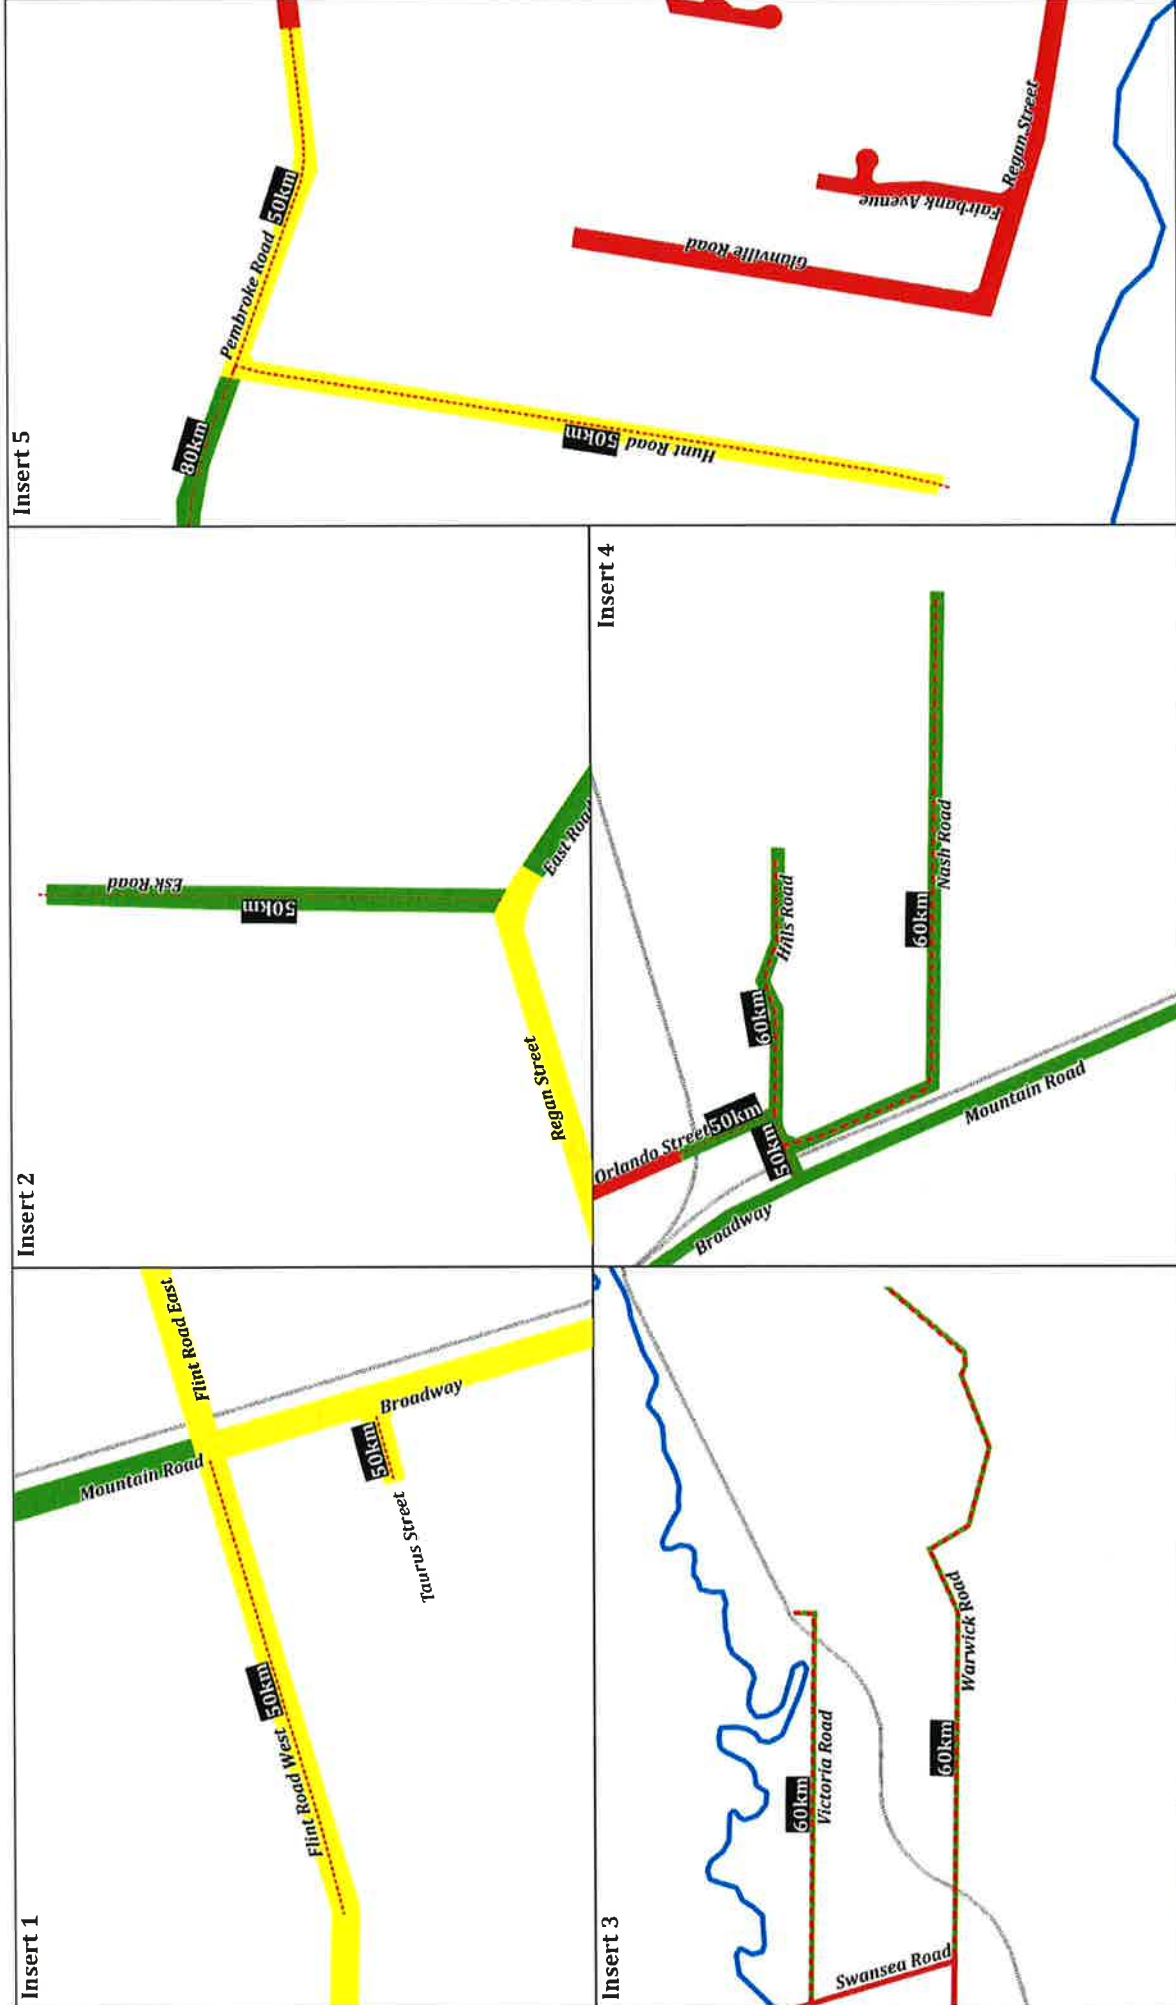 Insert 1
Flint Road East
Mountain Road
Broadway
50km
Taurus Street
50km
Flint Road West
Insert 2
Esk Road
50km
East Road
Regan Street
Insert 3
60km
Victoria Road
60km
Warwick Road
Swansea Road
Insert 4
Orlando Street
50km
50km
60km
Hills Road
60km
Nash Road
Broadway
Mountain Road
Insert 5
80km
Pembroke Road
50km
50km
Hunt Road
Glanville Road
Fairbank Avenue
Regan Street